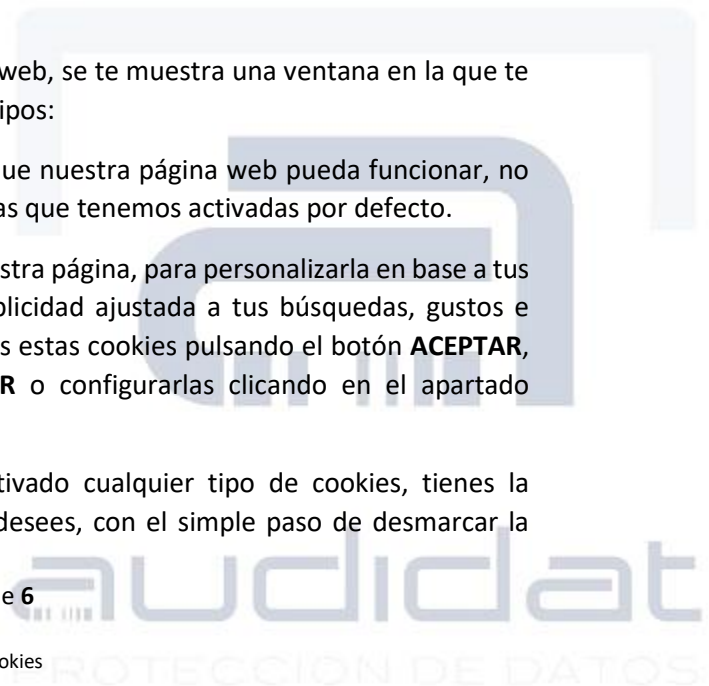 web, se te muestra una ventana en la que te
ipos:
ue nuestra página web pueda funcionar, no
as que tenemos activadas por defecto.
stra página, para personalizarla en base a tus
blicidad ajustada a tus búsquedas, gustos e
s estas cookies pulsando el botón ACEPTAR,
R o configurarlas clicando en el apartado
tivado cualquier tipo de cookies, tienes la
desees, con el simple paso de desmarcar la
e 6
audidat
okies
PROTECCIÓN DE DATOS